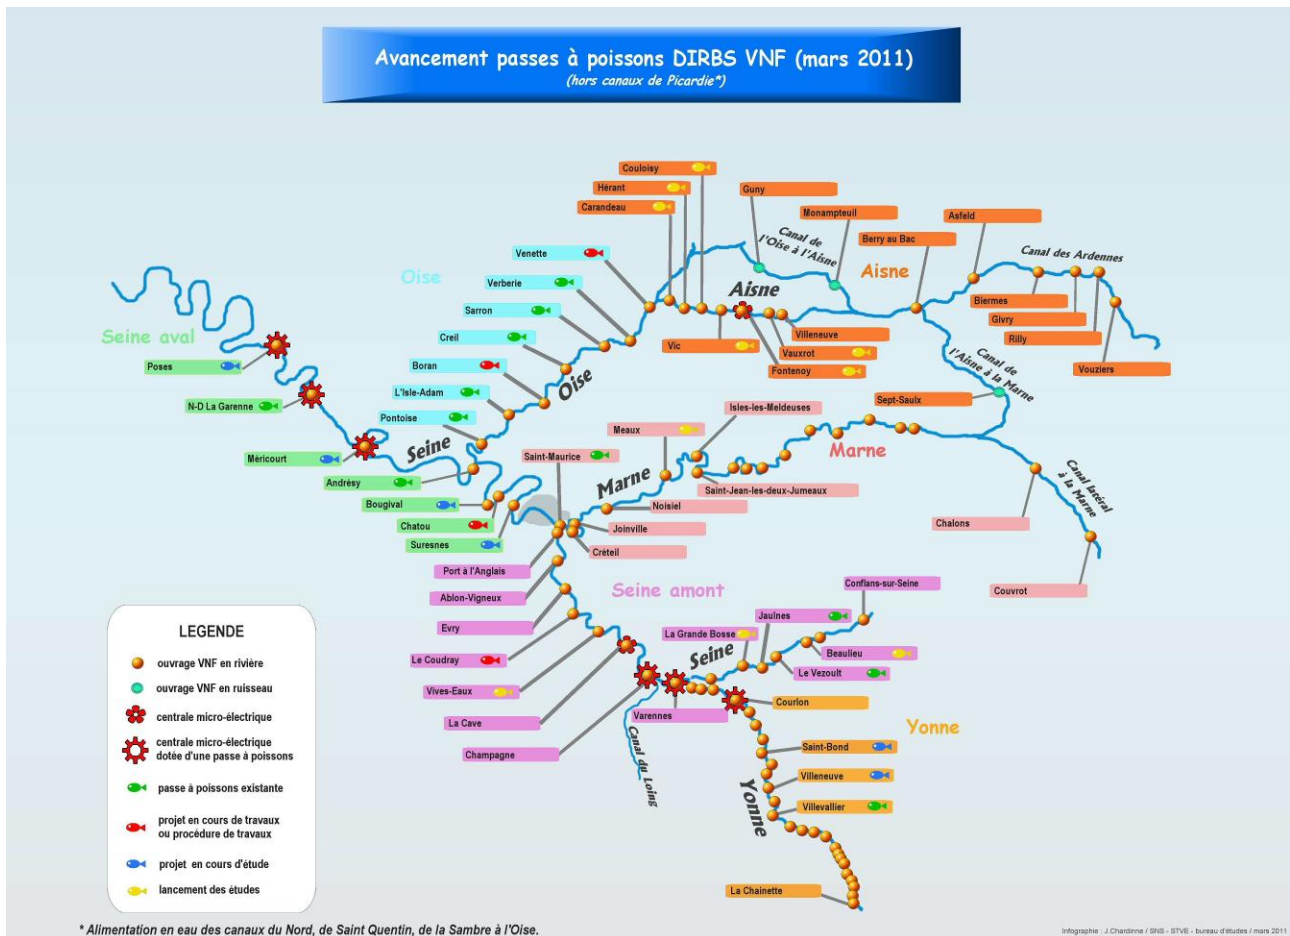 Avancement passes à poissons DIRBS VNF (mars 2011)
(hors canaux de Picardie*)
Couloisy
Hérant
Carandeau
Guny
Monampteuil
Asfeld
Berry au Bac
Canal de
l'Oise à l'Aisne
Canal des Ardennes
Aisne
Venette
Oise
Verberie
Aisne
Sarron
Biermes
Givry
Rilly
Vouziers
Seine aval
Creil
Villeneuve
Vic
Vauxrot
Fontenoy
Poses
Boran
Oise
Canal de
l'Aisne à la Marne
L'Isle-Adam
Sept-Saulx
N-D La Garenne
Pontoise
Isles-les-Meldeuses
Meaux
Seine
Saint-Maurice
Marne
Marne
Méricourt
Andrésy
Saint-Jean-les-deux-Jumeaux
Canal latéral
à la Marne
Bougival
Noisiel
Chatou
Joinville
Chalons
Suresnes
Créteil
Port à l'Anglais
Seine amont
Conflans-sur-Seine
Couvrot
Ablon-Vigneux
Evry
Jaulnes
La Grande Bosse
Le Coudray
Seine
Beaulieu
Le Vezoult
Vives-Eaux
Courlon
La Cave
Varennes
Yonne
Champagne
Canal du Loing
Saint-Bond
Villeneuve
Yonne
Villevallier
La Chainette
LEGENDE
ouvrage VNF en rivière
ouvrage VNF en ruisseau
centrale micro-électrique
centrale micro-électrique
dotée d'une passe à poissons
passe à poissons existante
projet en cours de travaux
ou procédure de travaux
projet en cours d'étude
lancement des études
* Alimentation en eau des canaux du Nord, de Saint Quentin, de la Sambre à l'Oise.
Infographie : J.Chardinne / SNS - STVE - bureau d'études / mars 2011